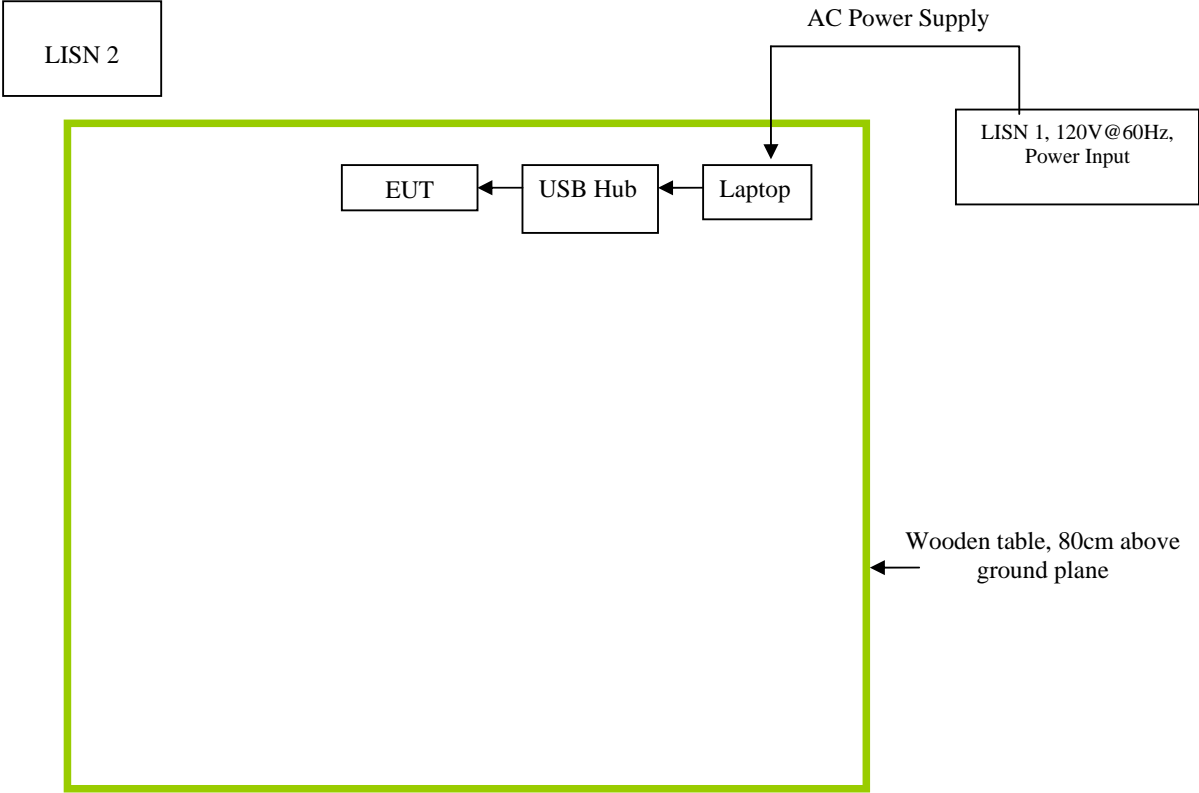 AC Power Supply
LISN 2
LISN 1, 120V@60Hz,
Power Input
EUT
USB Hub
Laptop
Wooden table, 80cm above
ground plane